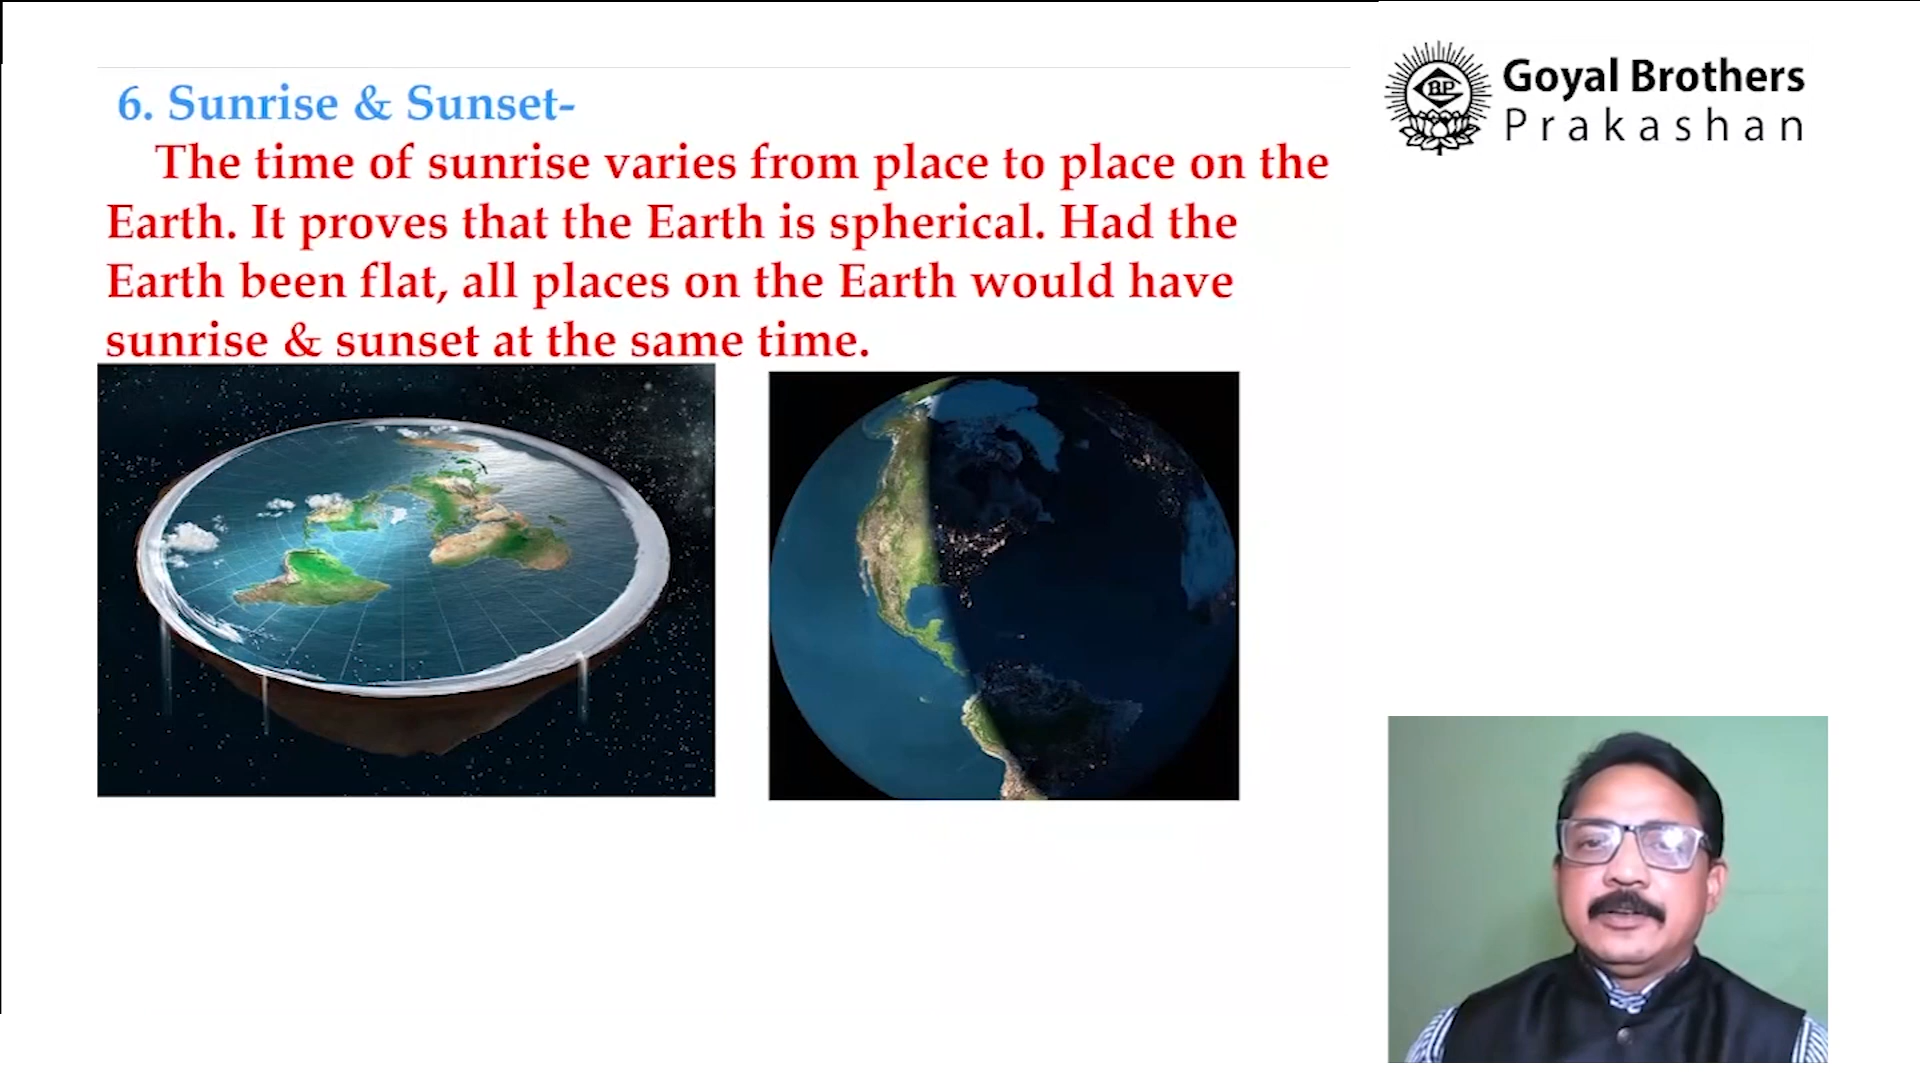 6. Sunrise & Sunset-
The time of sunrise varies from place to place on the
Earth. It proves that the Earth is spherical. Had the
Earth been flat, all places on the Earth would have
sunrise & sunset at the same time.
BP
Goyal Brothers
Prakashan